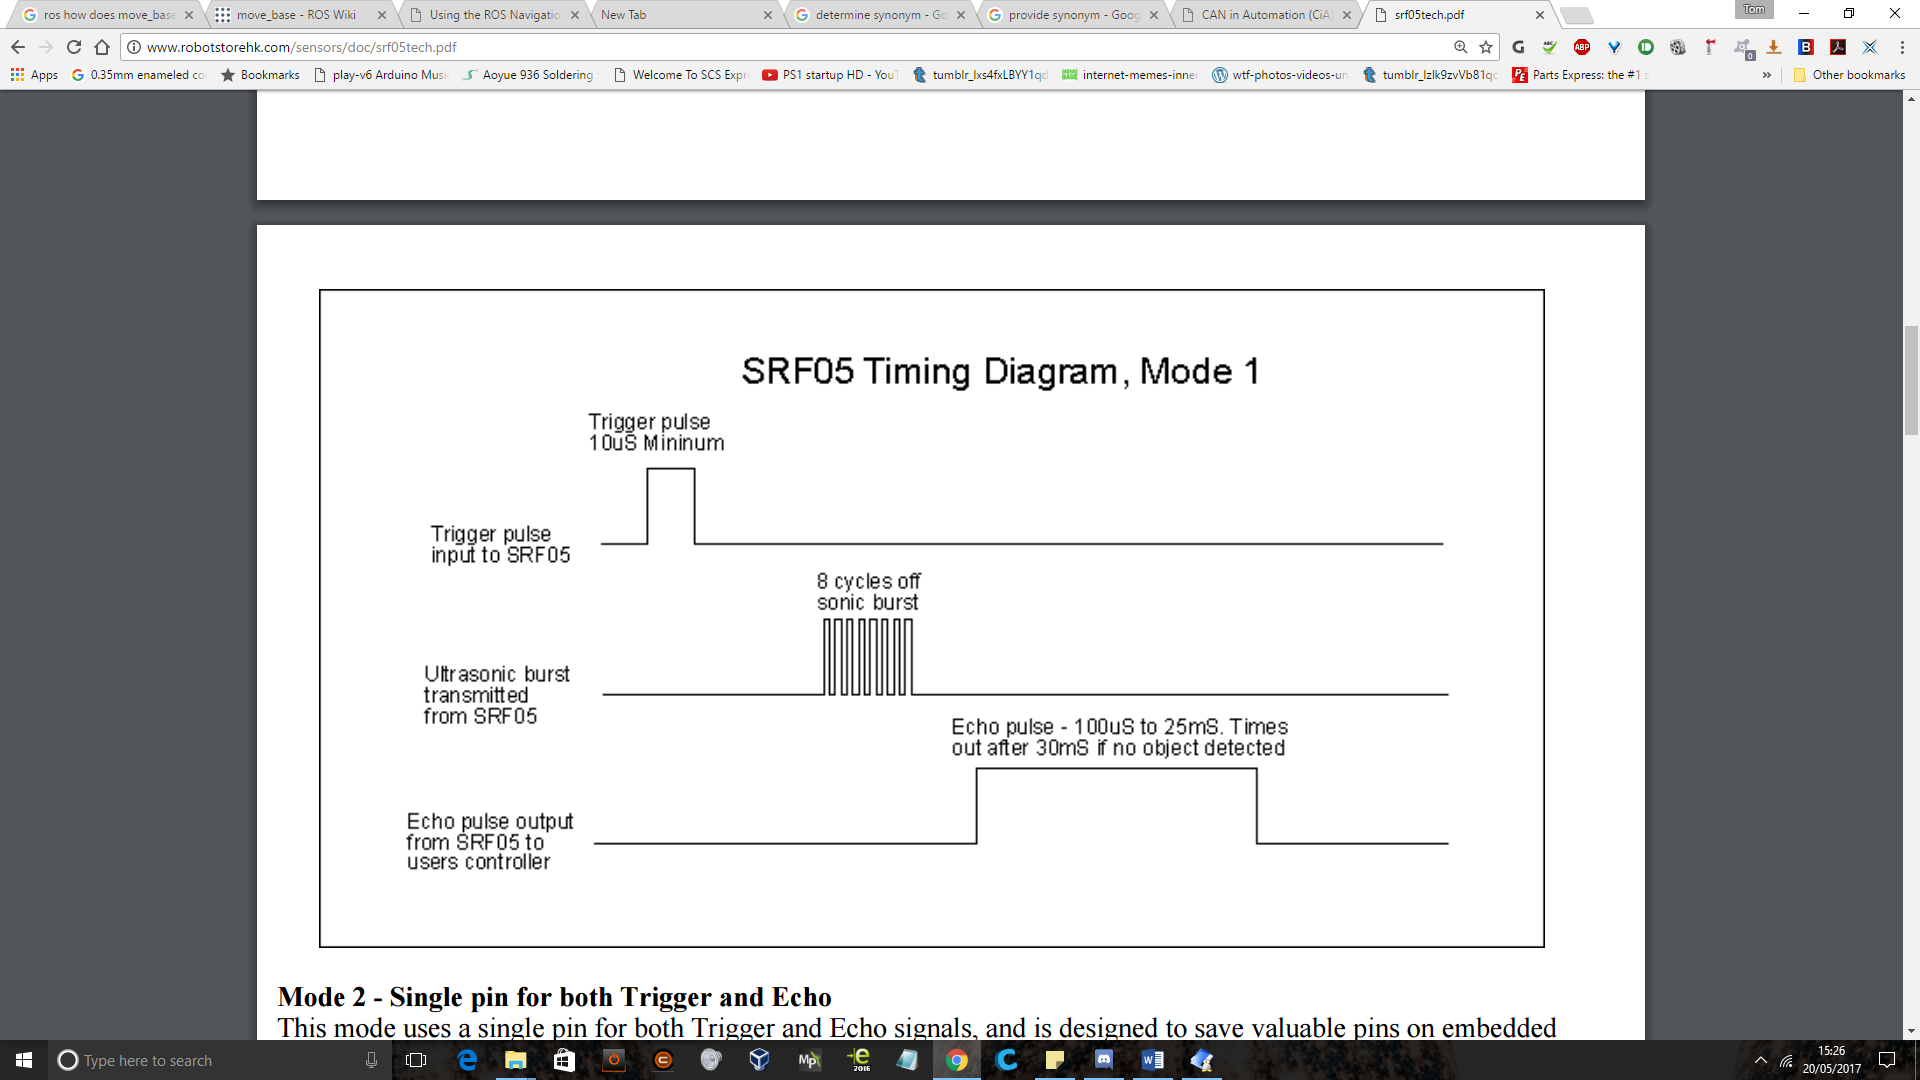 ros how does move_base
move_base - ROS Wiki
Using the ROS Navigatio
New Tab
determine synonym - Go
provide synonym - Goog
CAN in Automation (CiA)
srf05tech.pdf
Tom
www.robotstorehk.com/sensors/doc/srf05tech.pdf
Apps
0.35mm enameled co
Bookmarks
play-v6 Arduino Music
Aoyue 936 Soldering
Welcome To SCS Expr
PS1 startup HD - YouT
tumblr_lxs4fxLBYY1qd
internet-memes-inner
wtf-photos-videos-un
tumblr_lzlk9zvVb81qc
Parts Express: the #1 s
»
Other bookmarks
SRF05 Timing Diagram, Mode 1
Trigger pulse
10uS Mininum
Trigger pulse
input to SRF05
8 cycles off
sonic burst
Ultrasonic burst
transmitted
from SRF05
Echo pulse - 100uS to 25mS. Times
out after 30mS if no object detected
Echo pulse output
from SRF05 to
users controller
Mode 2 - Single pin for both Trigger and Echo
This mode uses a single pin for both Trigger and Echo signals, and is designed to save valuable pins on embedded
Type here to search
15:26
20/05/2017